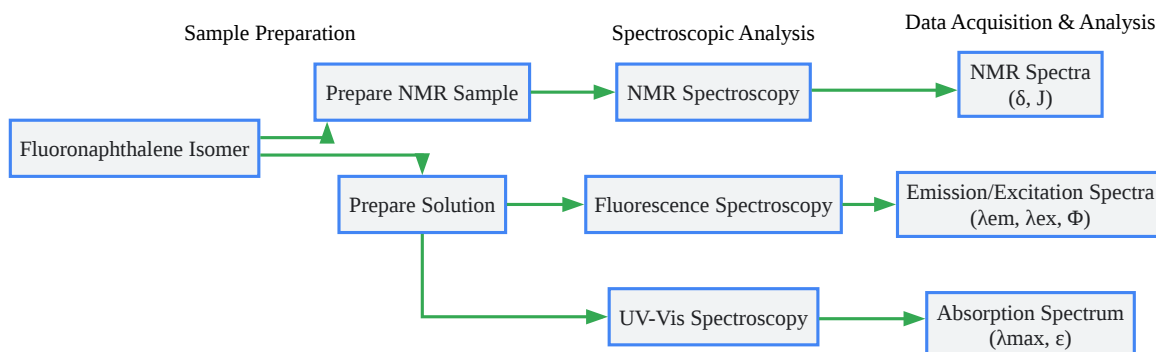 Sample Preparation
Spectroscopic Analysis
Data Acquisition & Analysis
Prepare NMR Sample
NMR Spectroscopy
NMR Spectra
(δ, J)
Fluoronaphthalene Isomer
Prepare Solution
Fluorescence Spectroscopy
Emission/Excitation Spectra
(λem, λex, Φ)
UV-Vis Spectroscopy
Absorption Spectrum
(λmax, ε)